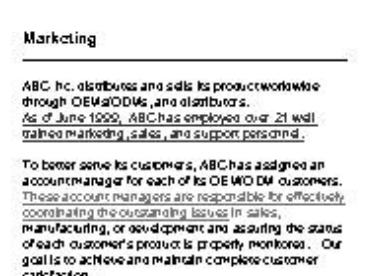 Marketing
ABC Inc. distributes and sells its product worldwide
through OEMs/ODMs, and distributors.
As of June 1999, ABC has employed over 21 well
trained marketing, sales, and support personnel.
To better serve its customers, ABC has assigned an
account manager for each of its OEM/ODM customers.
These account managers are responsible for effectively
coordinating the outstanding issues in sales,
manufacturing, or development and assuring the status
of each customer's product is properly monitored. Our
goal is to achieve and maintain complete customer
satisfaction.